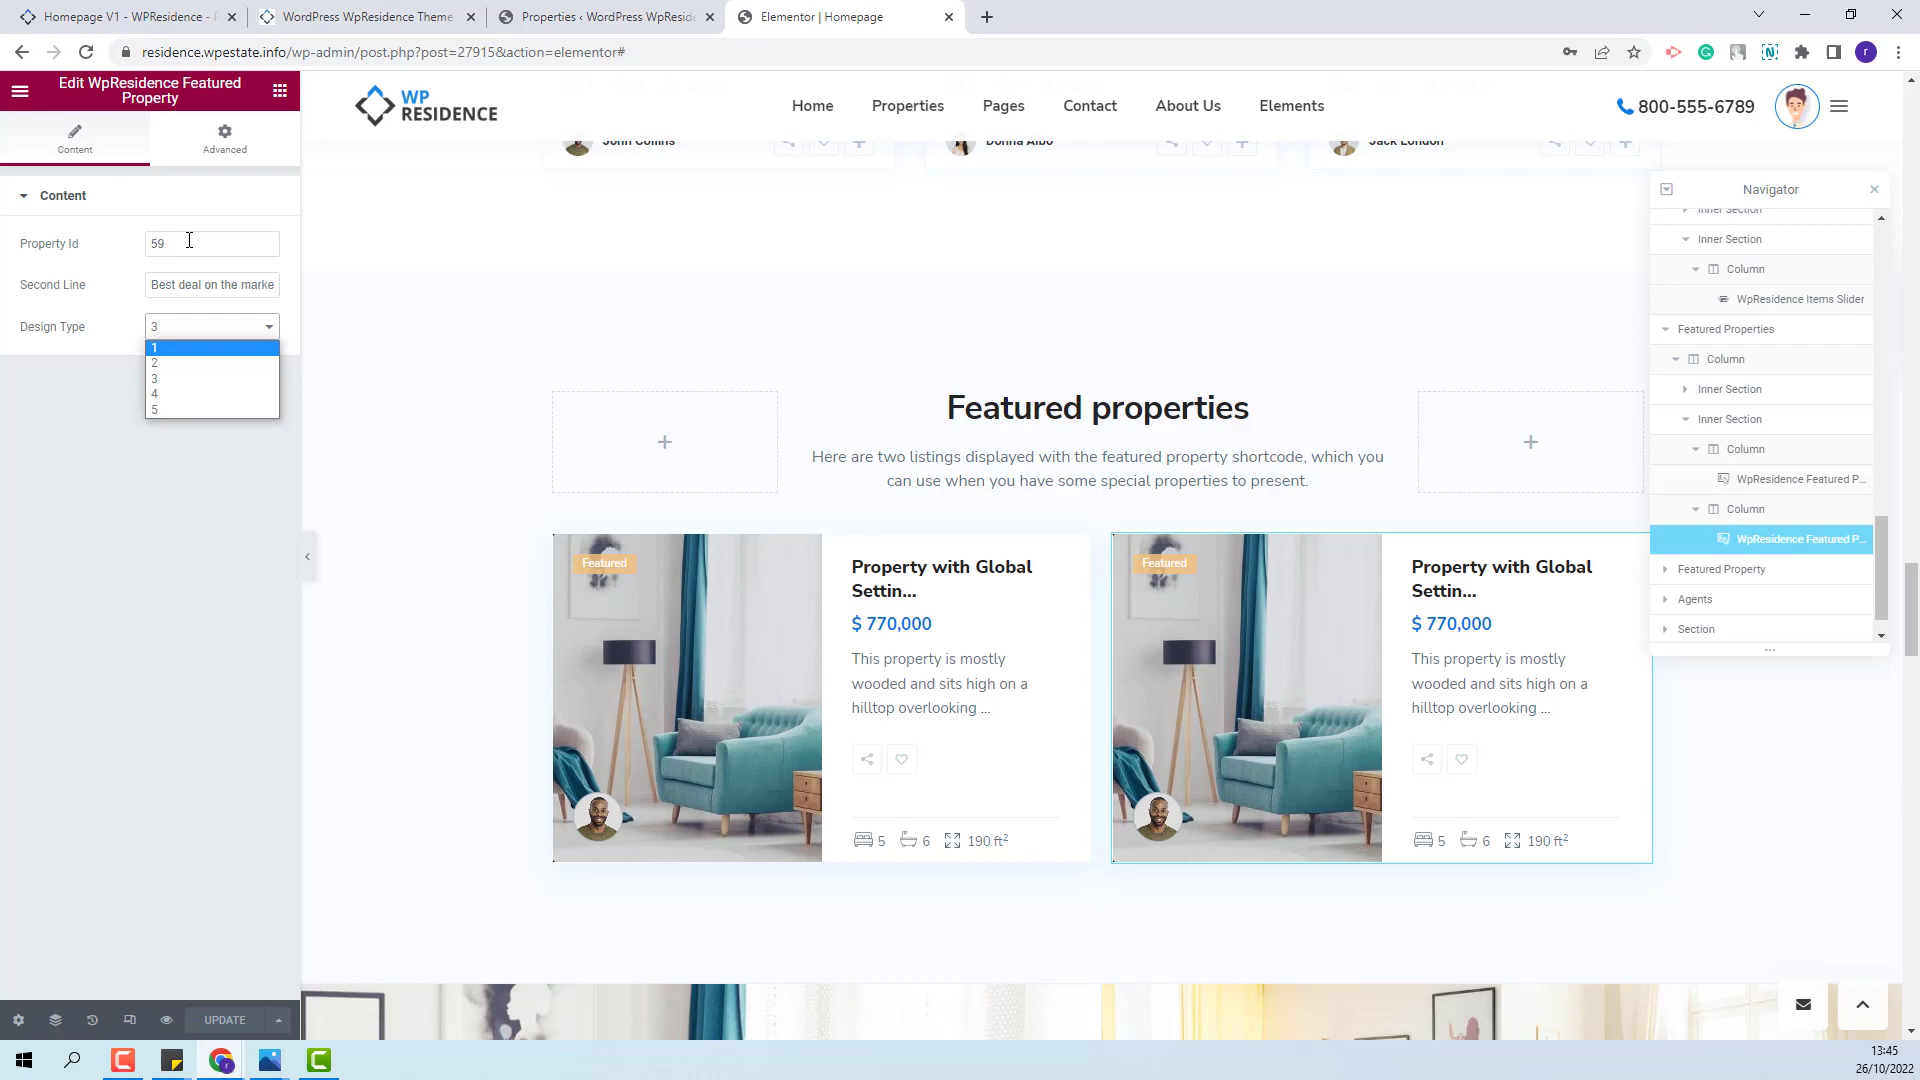 Homepage V1 - WPResidence -
WordPress WpResidence Theme
Properties ‹ WordPress WpReside
Elementor | Homepage
residence.wpestate.info/wp-admin/post.php?post=27915&action=elementor#
Edit WpResidence Featured
Property
Content
Advanced
Content
Property Id
59
Second Line
Best deal on the marke
Design Type
3
1
2
3
4
5
UPDATE
WP
RESIDENCE
Home
Properties
Pages
Contact
About Us
Elements
800-555-6789
John Collins
Donna Albo
Jack London
Featured properties
Here are two listings displayed with the featured property shortcode, which you
can use when you have some special properties to present.
Featured
Property with Global
Settin...
$ 770,000
This property is mostly
wooded and sits high on a
hilltop overlooking ...
5
6
190 ft²
Featured
Property with Global
Settin...
$ 770,000
This property is mostly
wooded and sits high on a
hilltop overlooking ...
5
6
190 ft²
Navigator
Inner Section
Inner Section
Column
WpResidence Items Slider
Featured Properties
Column
Inner Section
Inner Section
Column
WpResidence Featured P...
Column
WpResidence Featured P...
Featured Property
Agents
Section
13:45
26/10/2022